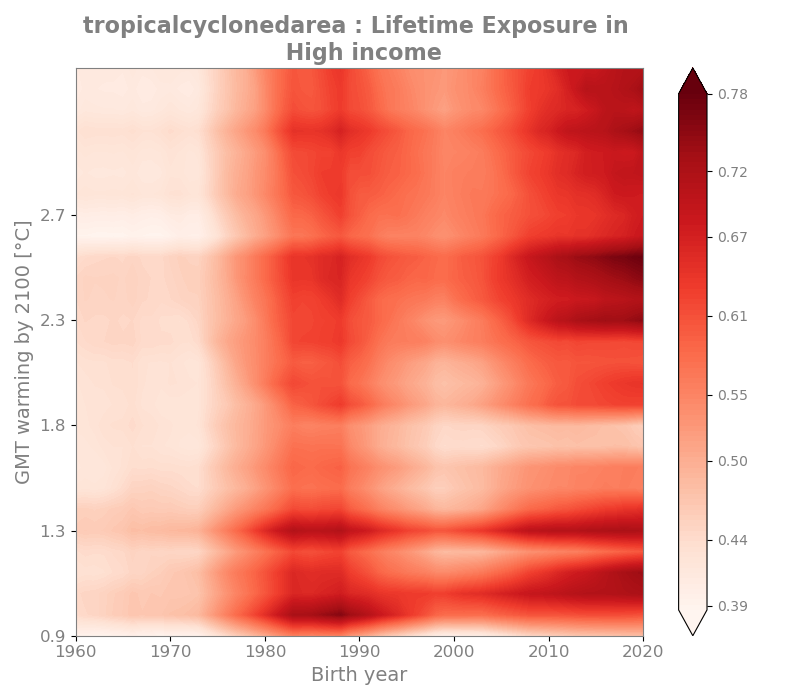 tropicalcyclonedarea : Lifetime Exposure in
High income
GMT warming by 2100 [°C]
2.7
2.3
1.8
1.3
0.9
1960 1970 1980 1990 2000 2010 2020
Birth year
0.78
0.72
0.67
0.61
0.55
0.50
0.44
0.39